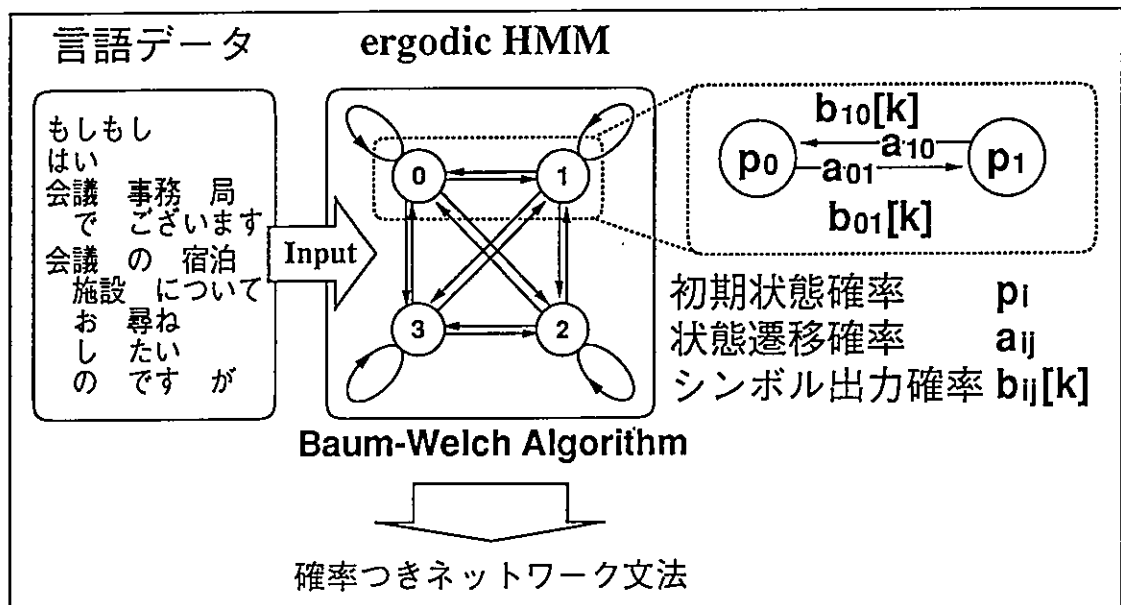 言語データ
ergodic HMM
もしもし
はい
会議 事務 局
で ございます
会議 の 宿泊
施設 について
お 尋ね
し たい
の です が
Input
0
1
3
2
Baum-Welch Algorithm
b10[k]
a10
p0
p1
a01
b01[k]
初期状態確率 pi
状態遷移確率 aij
シンボル出力確率 bij[k]
確率つきネットワーク文法